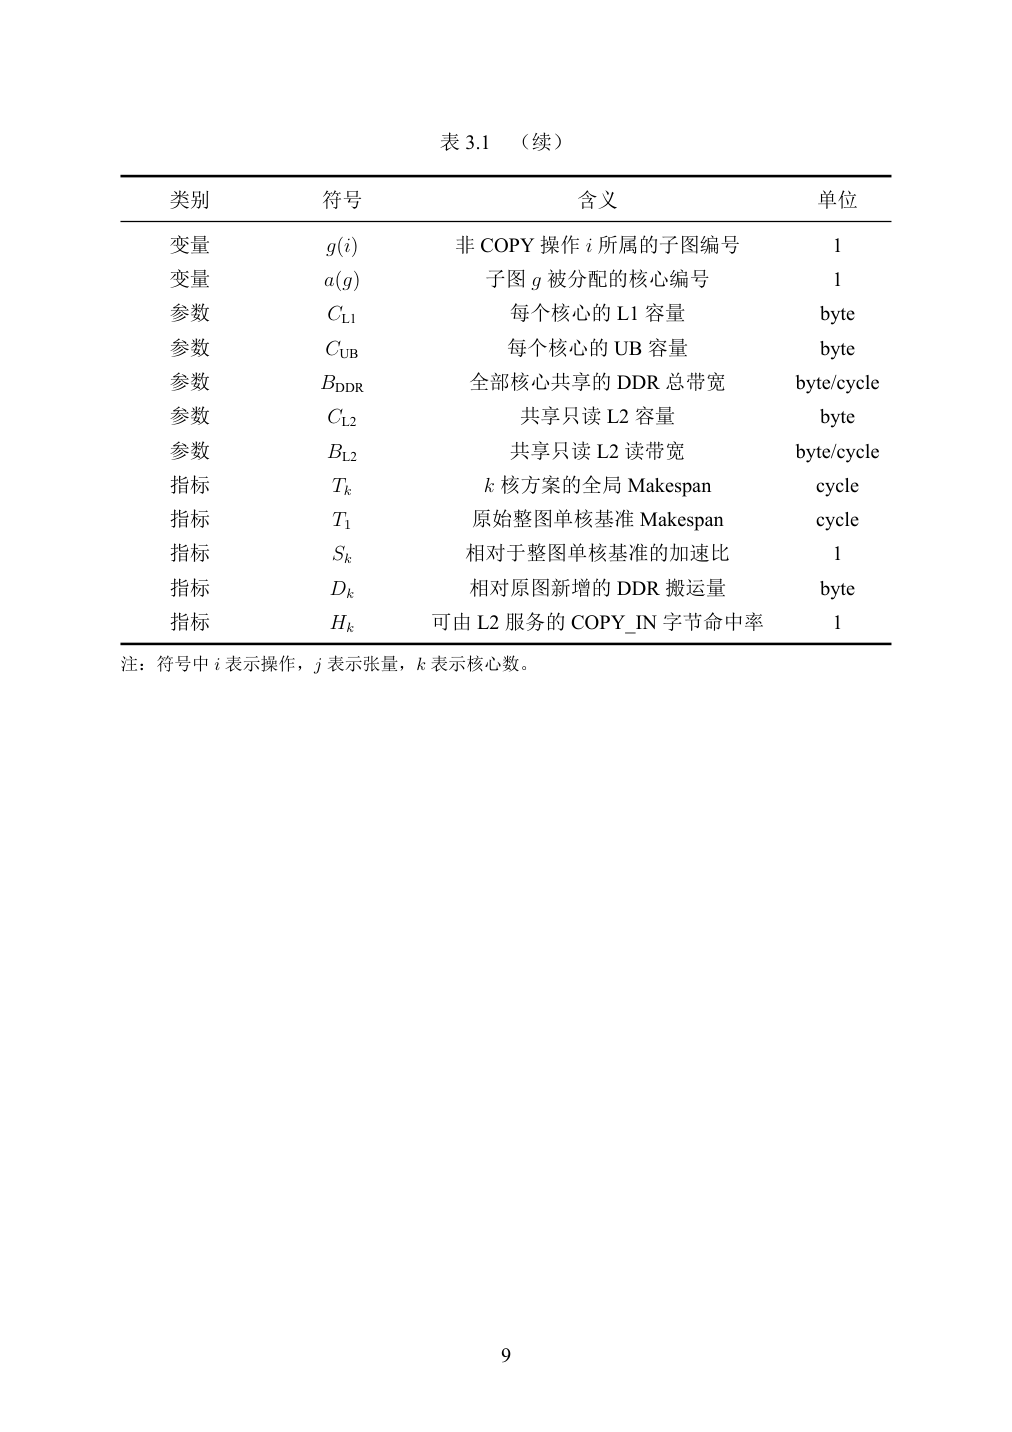 表 3.1 （续）
类别 符号 含义 单位
变量 g(i) 非 COPY 操作 i 所属的子图编号 1
变量 a(g) 子图 g 被分配的核心编号 1
参数 C_L1 每个核心的 L1 容量 byte
参数 C_UB 每个核心的 UB 容量 byte
参数 B_DDR 全部核心共享的 DDR 总带宽 byte/cycle
参数 C_L2 共享只读 L2 容量 byte
参数 B_L2 共享只读 L2 读带宽 byte/cycle
指标 T_k k 核方案的全局 Makespan cycle
指标 T_1 原始整图单核基准 Makespan cycle
指标 S_k 相对于整图单核基准的加速比 1
指标 D_k 相对原图新增的 DDR 搬运量 byte
指标 H_k 可由 L2 服务的 COPY_IN 字节命中率 1
注：符号中 i 表示操作，j 表示张量，k 表示核心数。
9